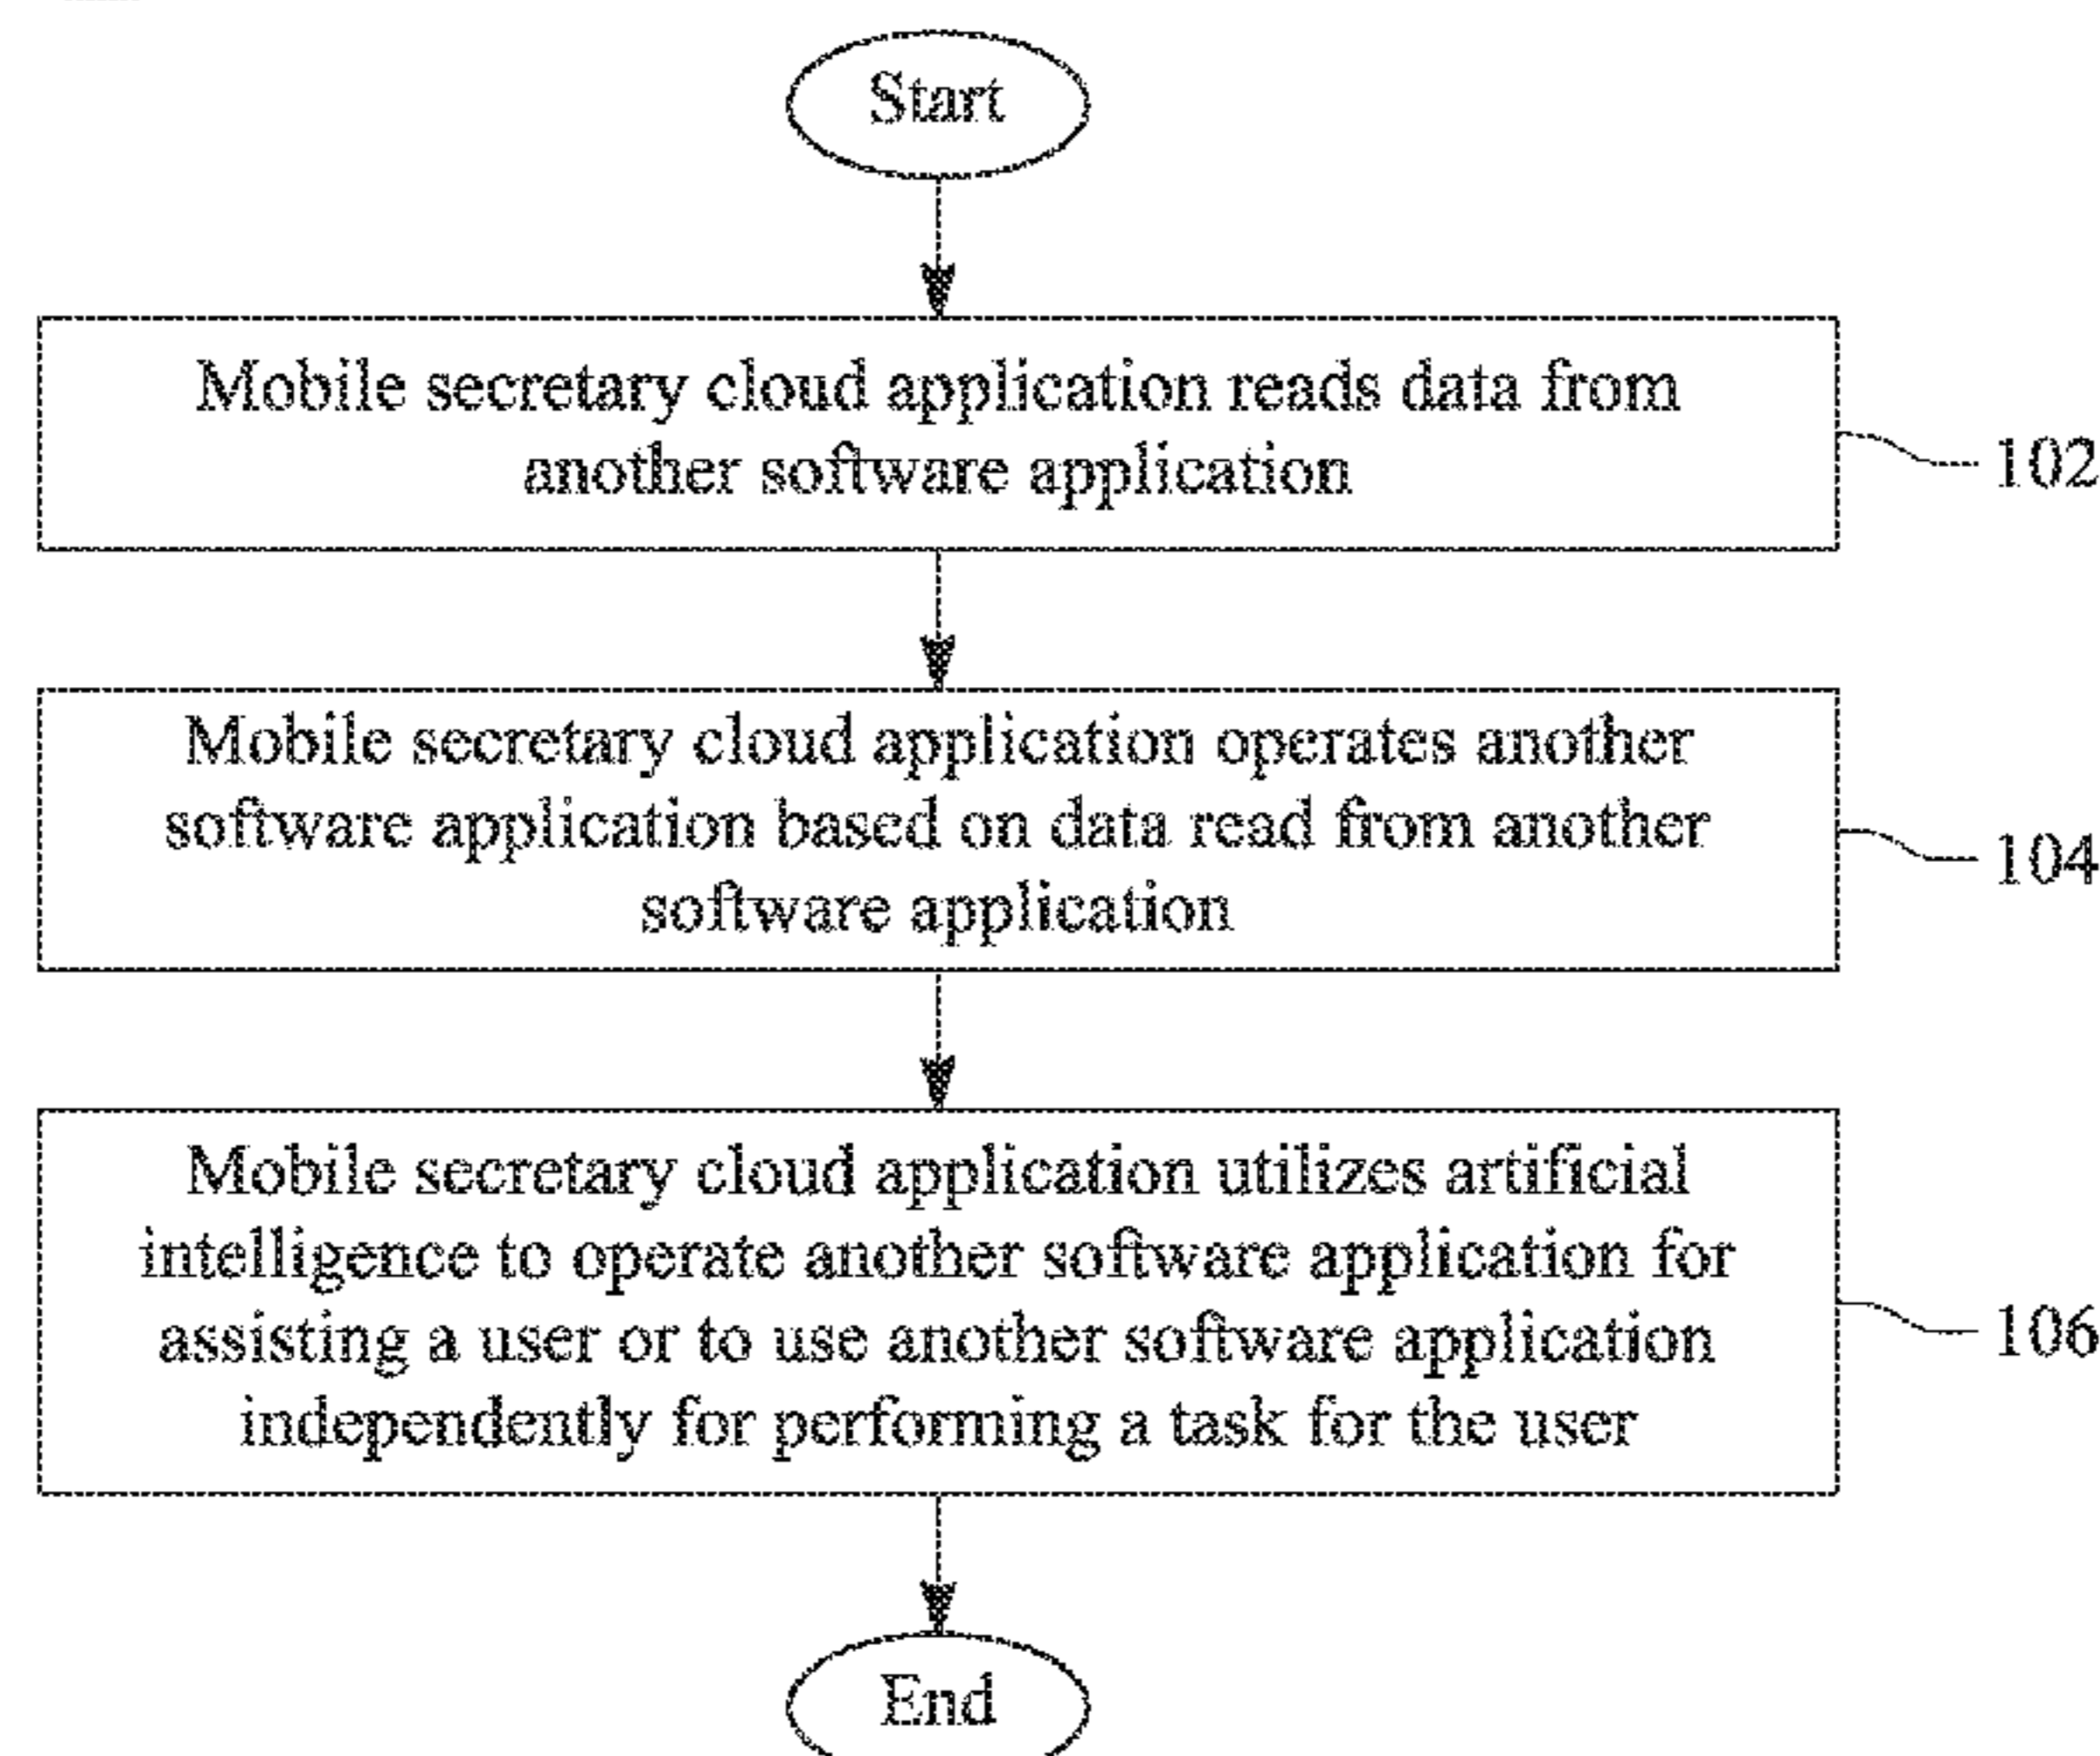 Start
Mobile secretary cloud application reads data from
another software application
102
Mobile secretary cloud application operates another
software application based on data read from another
software application
104
Mobile secretary cloud application utilizes artificial
intelligence to operate another software application for
assisting a user or to use another software application
independently for performing a task for the user
106
End